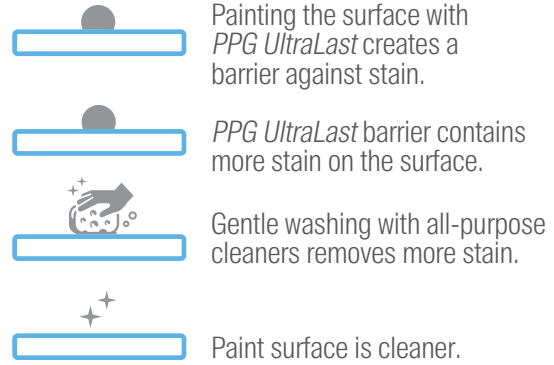 Painting the surface with
PPG UltraLast creates a
barrier against stain.
PPG UltraLast barrier contains
more stain on the surface.
Gentle washing with all-purpose
cleaners removes more stain.
Paint surface is cleaner.